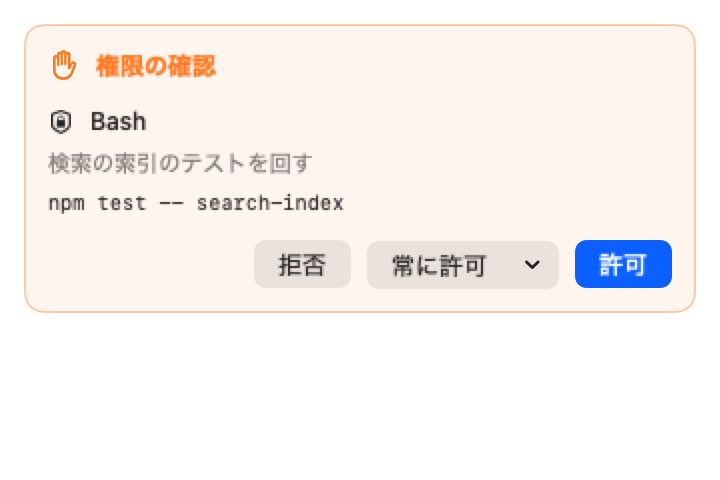 権限の確認
Bash
検索の索引のテストを回す
npm test -- search-index
拒否
常に許可
許可